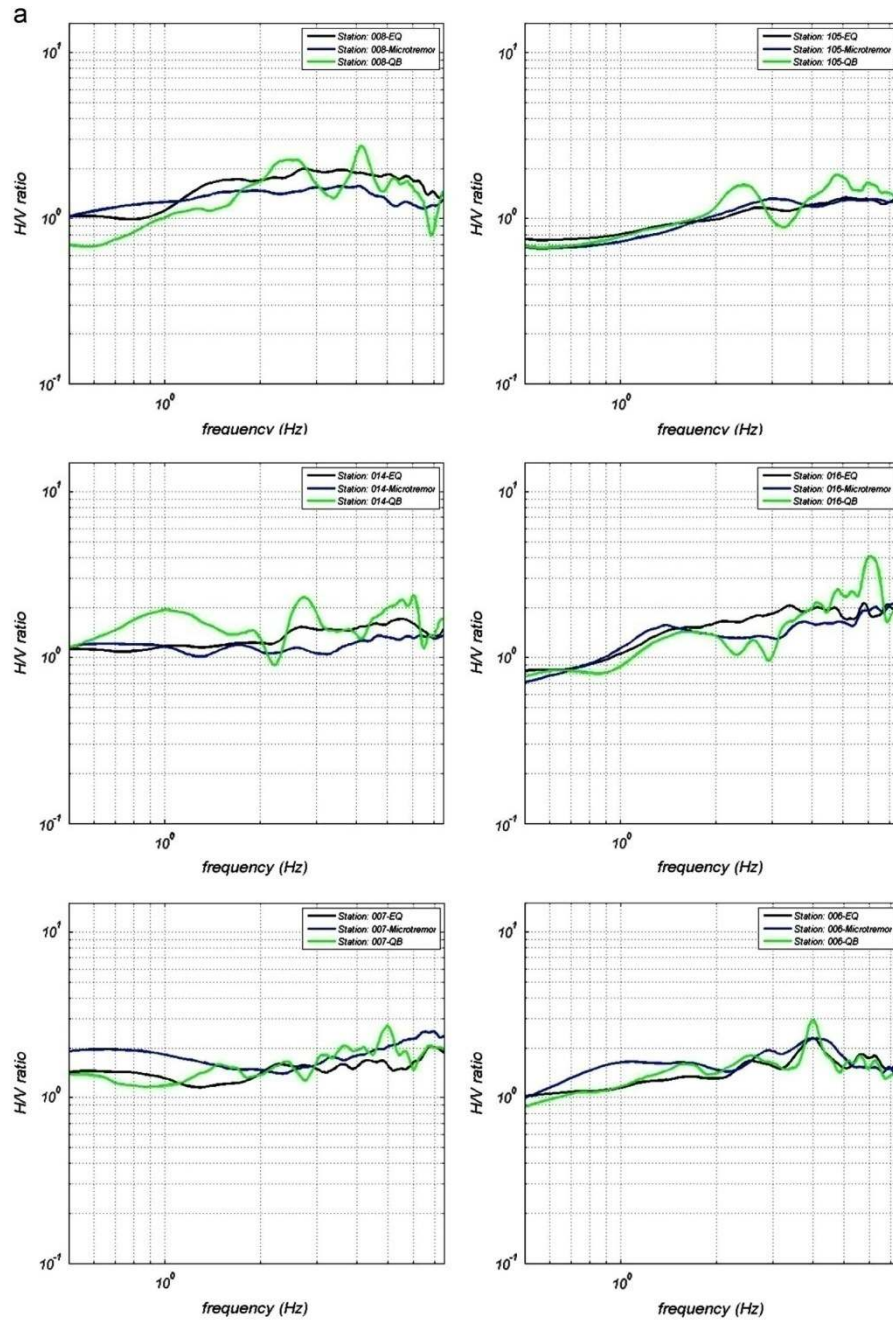 a
10¹
Station: 008-EQ
Station: 008-Microtremor
Station: 008-QB
H/V ratio
10⁰
10⁻¹
10⁰
frequency (Hz)
10¹
Station: 105-EQ
Station: 105-Microtremor
Station: 105-QB
H/V ratio
10⁰
10⁻¹
10⁰
frequency (Hz)
10¹
Station: 014-EQ
Station: 014-Microtremor
Station: 014-QB
H/V ratio
10⁰
10⁻¹
10⁰
frequency (Hz)
10¹
Station: 016-EQ
Station: 016-Microtremor
Station: 016-QB
H/V ratio
10⁰
10⁻¹
10⁰
frequency (Hz)
10¹
Station: 007-EQ
Station: 007-Microtremor
Station: 007-QB
H/V ratio
10⁰
10⁻¹
10⁰
frequency (Hz)
10¹
Station: 006-EQ
Station: 006-Microtremor
Station: 006-QB
H/V ratio
10⁰
10⁻¹
10⁰
frequency (Hz)